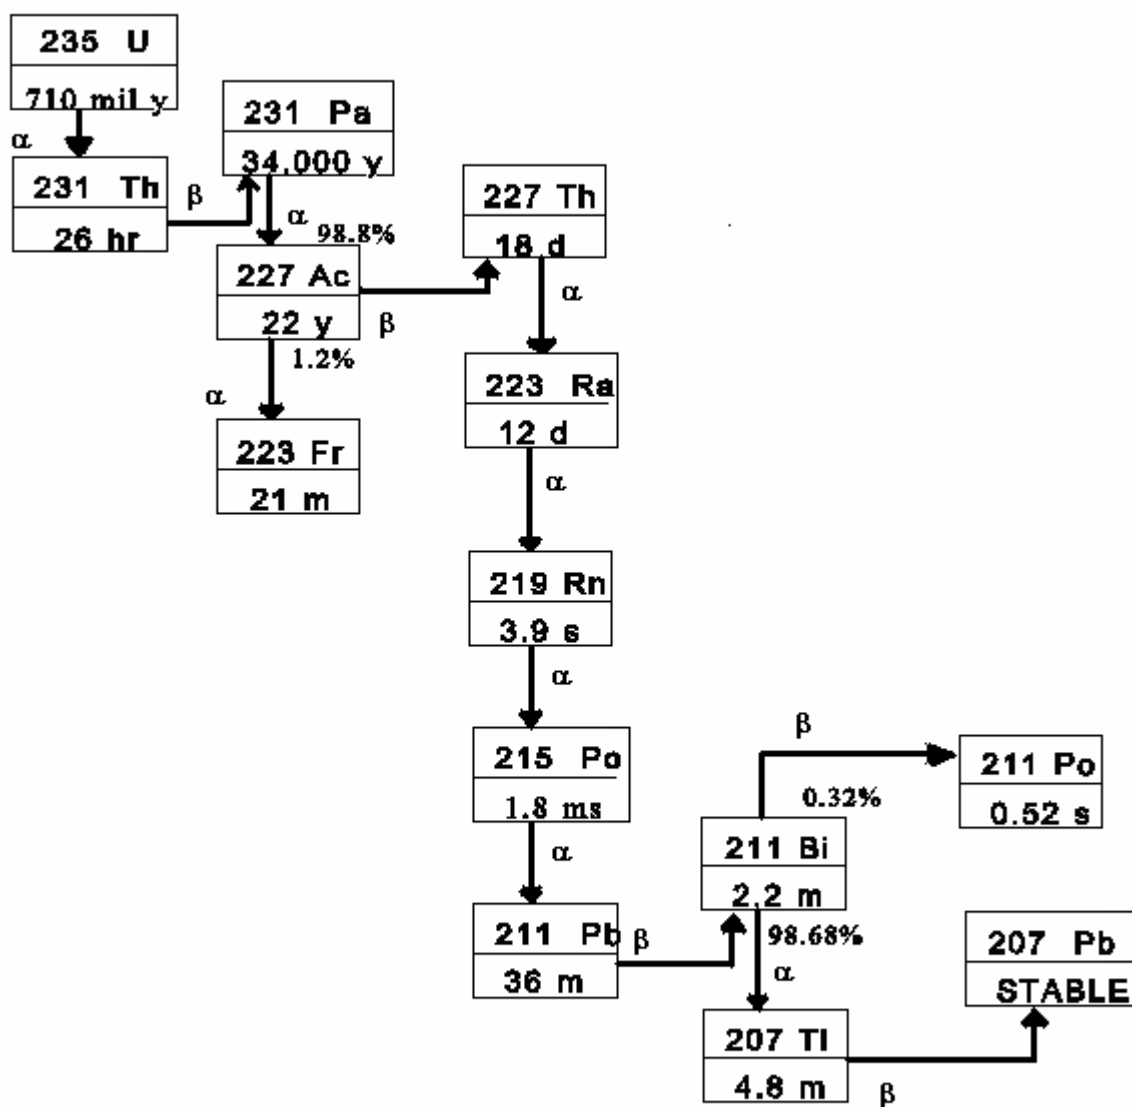 235 U
710 mil y
α
231 Th
26 hr
β
231 Pa
34,000 y
α
98.8%
227 Ac
22 y
β
1.2%
α
223 Fr
21 m
227 Th
18 d
α
223 Ra
12 d
α
219 Rn
3.9 s
α
215 Po
1.8 ms
α
211 Pb
36 m
β
211 Bi
2.2 m
β
0.32%
211 Po
0.52 s
98.68%
α
207 Tl
4.8 m
β
207 Pb
STABLE